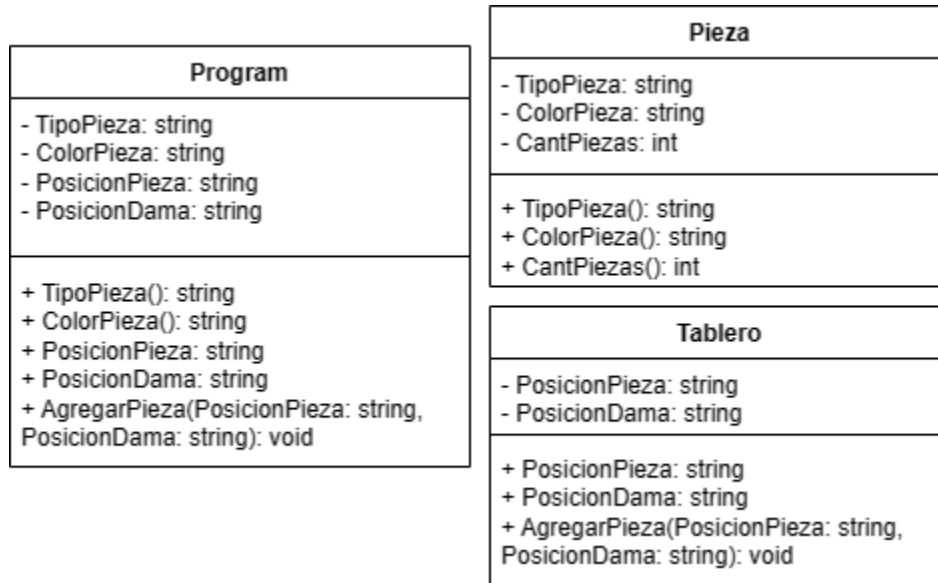 Program
- TipoPieza: string
- ColorPieza: string
- PosicionPieza: string
- PosicionDama: string
+ TipoPieza(): string
+ ColorPieza(): string
+ PosicionPieza: string
+ PosicionDama: string
+ AgregarPieza(PosicionPieza: string,
PosicionDama: string): void
Pieza
- TipoPieza: string
- ColorPieza: string
- CantPiezas: int
+ TipoPieza(): string
+ ColorPieza(): string
+ CantPiezas(): int
Tablero
- PosicionPieza: string
- PosicionDama: string
+ PosicionPieza: string
+ PosicionDama: string
+ AgregarPieza(PosicionPieza: string,
PosicionDama: string): void